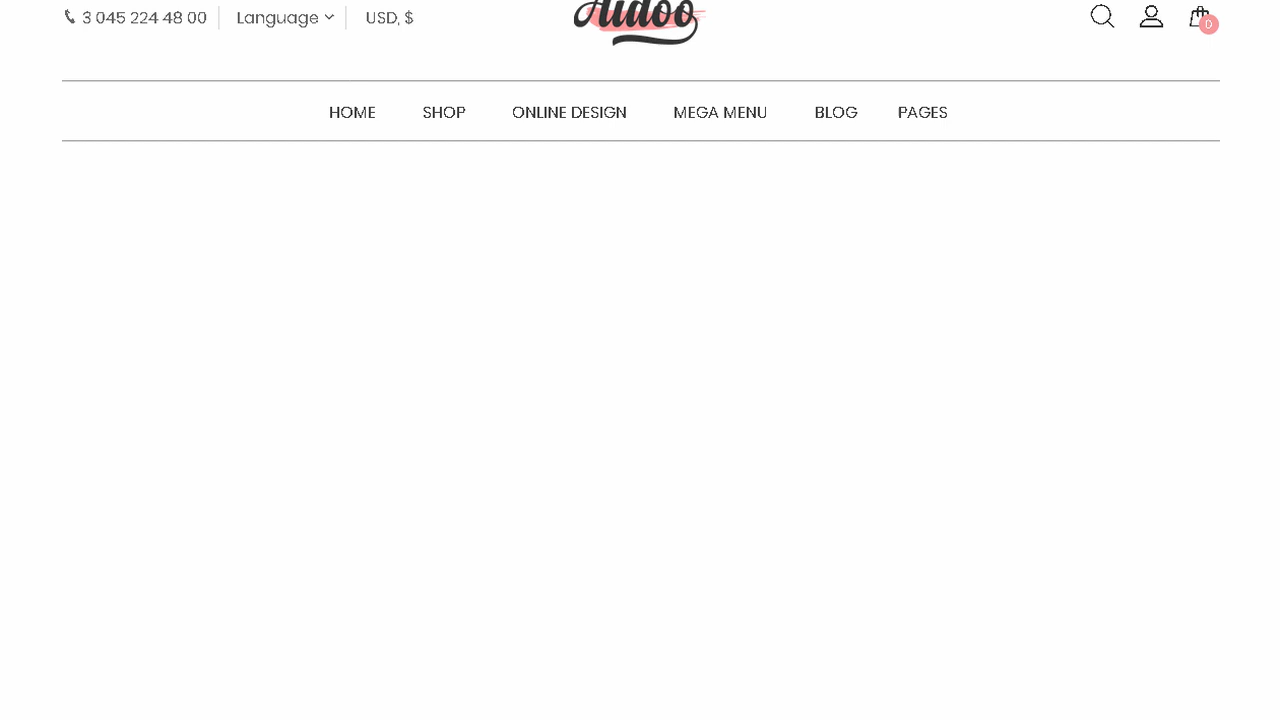 3 045 224 48 00
Language
USD, $
Aidoo
0
HOME
SHOP
ONLINE DESIGN
MEGA MENU
BLOG
PAGES